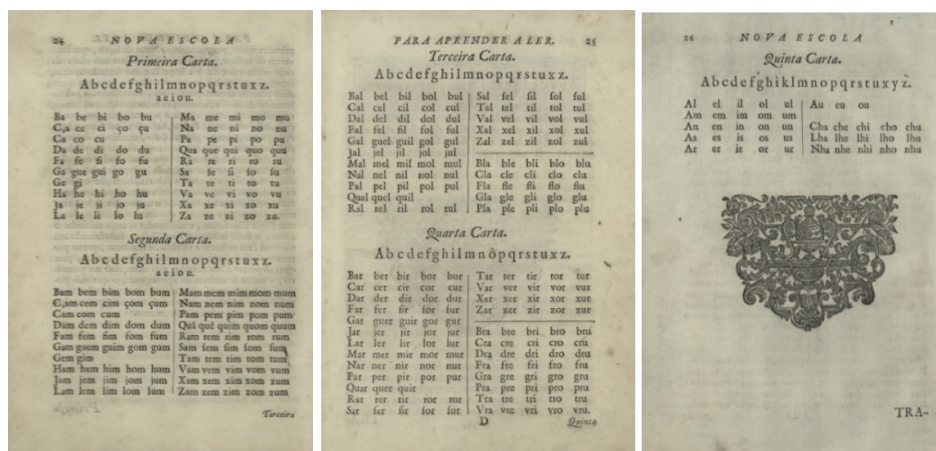 24 NOVA ESCOLA
Primeira Carta.
Abcdefghilmnopqrstuxz.
aeiou.
Ba be bi bo bu
Ça ce ci ço çu
Ca co cu
Da de di do du
Fa fe fi fo fu
Ga gue gui go gu
Ge gi
Ha he hi ho hu
Ja je ji jo ju
La le li lo lu
Ma me mi mo mu
Na ne ni no nu
Pa pe pi po pu
Qua que qui quo quu
Ra re ri ro ru
Sa se si so su
Ta te ti to tu
Va ve vi vo vu
Xa xe xi xo xu
Za ze zi zo zu.
Segunda Carta.
Abcdefghilmnopqrstuxz.
aeiou.
Bam bem bim bom bum
Çam cem cim çom çum
Cam com cum
Dam dem dim dom dum
Fam fem fim fom fum
Gam guem guim gom gum
Gem gim
Ham hem him hom hum
Jam jem jim jom jum
Lam lem lim lom lum
Mam mem mim mom mum
Nam nem nim nom num
Pam pem pim pom pum
Quã quẽ quim quom quum
Ram rem rim rom rum
Sam sem sim som sum
Tam tem tim tom tum
Vam vem vim vom vum
Xam xem xim xom xum
Zam zem zim zom zum
Terceira
PARA APRENDER A LER. 25
Terceira Carta.
Abcdefghilmnopqrstuxz.
Bal bel bil bol bul
Cal cel cil col cul
Dal del dil dol dul
Fal fel fil fol ful
Gal guel guil gol gul
Jal jel jil jol jul
Mal mel mil mol mul
Nal nel nil nol nul
Pal pel pil pol pul
Qual quel quil
Ral rel ril rol rul
Sal sel sil sol sul
Tal tel til tol tul
Val vel vil vol vul
Xal xel xil xol xul
Zal zel zil zol zul
Bla ble bli blo blu
Cla cle cli clo clu
Fla fle fli flo flu
Gla gle gli glo glu
Pla ple pli plo plu
Quarta Carta.
Abcdefghilmnõpqrstuxz.
Bar ber bir bor bur
Car cer cir cor cur
Dar der dir dor dur
Far fer fir for fur
Gar guer guir gor gur
Jar jer jir jor jur
Lar ler lir lor lur
Mar mer mir mor mur
Nar ner nir nor nur
Par per pir por pur
Quar quer quir
Rar rer rir ror rur
Sar ser sir sor sur
Tar ter tir tor tur
Var ver vir vor vur
Xar xer xir xor xur
Zar zer zir zor zur
Bra bre bri bro bru
Cra cre cri cro cru
Dra dre dri dro dru
Fra fre fri fro fru
Gra gre gri gro gru
Pra pre pri pro pru
Tra tre tri tro tru
Vra vre vri vro vru.
D Quinta
26 NOVA ESCOLA
Quinta Carta.
Abcdefghiklmnopqrstuxyz.
Al el il ol ul
Am em im om um
An en in on un
As es is os us
Ar er ir or ur
Au eu ou
Cha che chi cho chu
Lha lhe lhi lho lhu
Nha nhe nhi nho nhu
TRA-